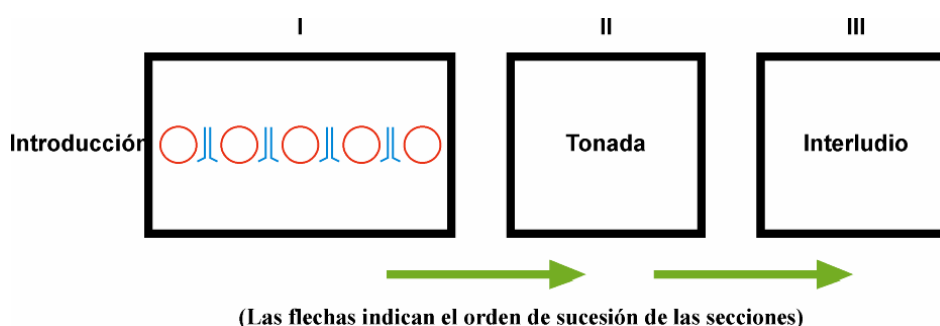 I II III
Introducción Tonada Interludio
(Las flechas indican el orden de sucesión de las secciones)